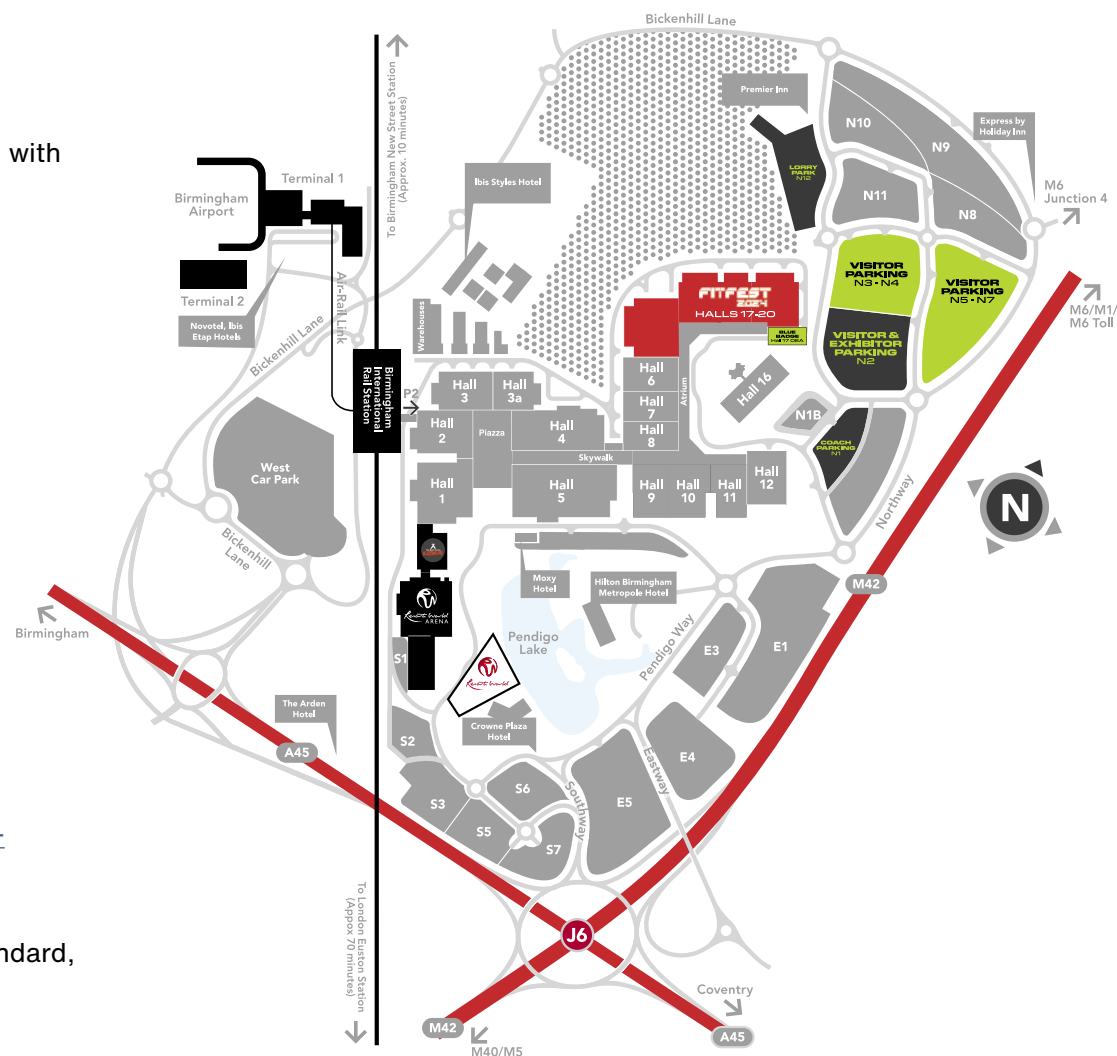 Bickenhill Lane
with
To Birmingham New Street Station
(Approx. 10 minutes)
Premier Inn
Express by
Holiday Inn
N10
N9
LORRY
PARK
N12
N11
N8
M6
Junction 4
Terminal 1
Birmingham
Airport
Ibis Styles Hotel
Terminal 2
Air-Rail Link
Novotel, Ibis
Etap Hotels
Bickenhill Lane
VISITOR
PARKING
N3 - N4
VISITOR
PARKING
N5 - N7
M6/M1/
M6 Toll
FITFEST
2024
HALLS 17-20
BLUE
BADGE
Hall 17 DSA
VISITOR &
EXHIBITOR
PARKING
N2
Warehouses
Birmingham
International
Rail Station
P2
Hall
3
Hall
3a
Hall
6
Hall
7
Hall
8
Atrium
Hall 16
N1B
Hall
2
Piazza
Hall
4
Skywalk
COACH
PARKING
N1
Northway
N
West
Car Park
Hall
1
Hall
5
Hall
9
Hall
10
Hall
11
Hall
12
Bickenhill
Lane
Moxy
Hotel
Hilton Birmingham
Metropole Hotel
M42
Resorts World
ARENA
Birmingham
Pendigo
Lake
Pendigo Way
E3
E1
S1
Resorts World
The Arden
Hotel
Crowne Plaza
Hotel
A45
S2
E4
Eastway
S3
S6
E5
S5
Southway
S7
To London Euston Station
(Appox 70 minutes)
J6
ndard,
Coventry
M42
M40/M5
A45